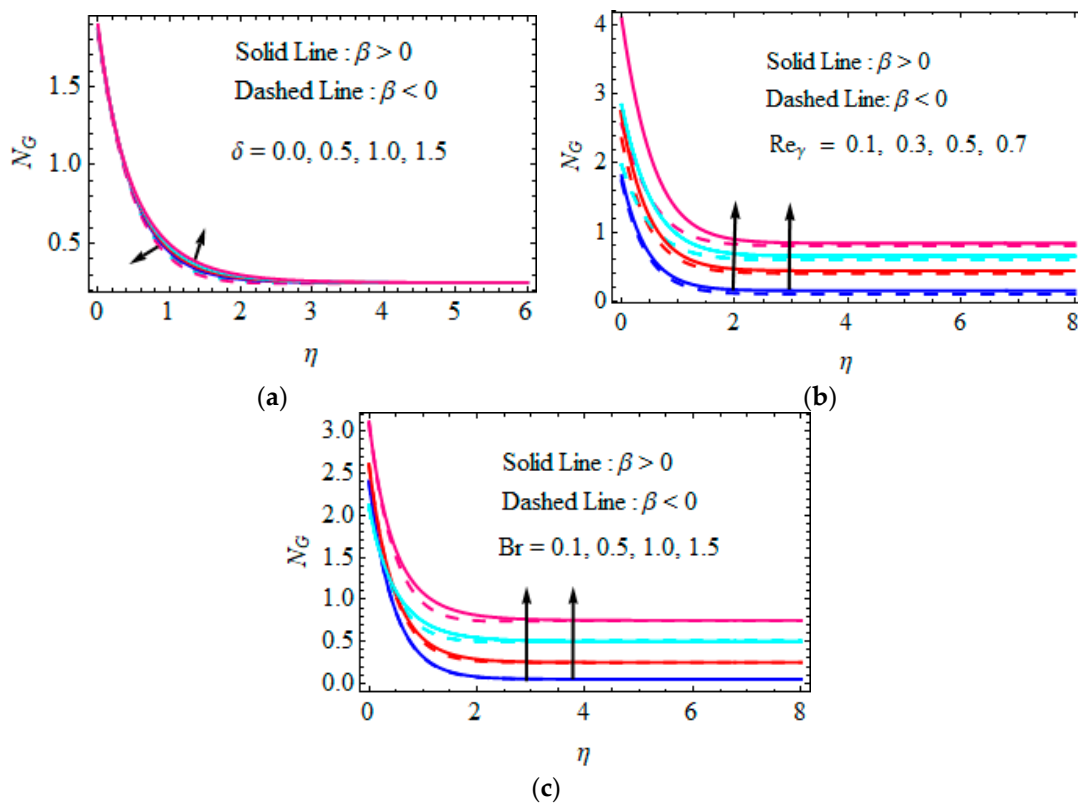 Solid Line : β > 0
Dashed Line : β < 0
δ = 0.0, 0.5, 1.0, 1.5
N_G
1.5
1.0
0.5
0 1 2 3 4 5 6
η
(a)
Solid Line : β > 0
Dashed Line: β < 0
Re_γ = 0.1, 0.3, 0.5, 0.7
N_G
4
3
2
1
0
0 2 4 6 8
η
(b)
Solid Line : β > 0
Dashed Line : β < 0
Br = 0.1, 0.5, 1.0, 1.5
N_G
3.0
2.5
2.0
1.5
1.0
0.5
0.0
0 2 4 6 8
η
(c)